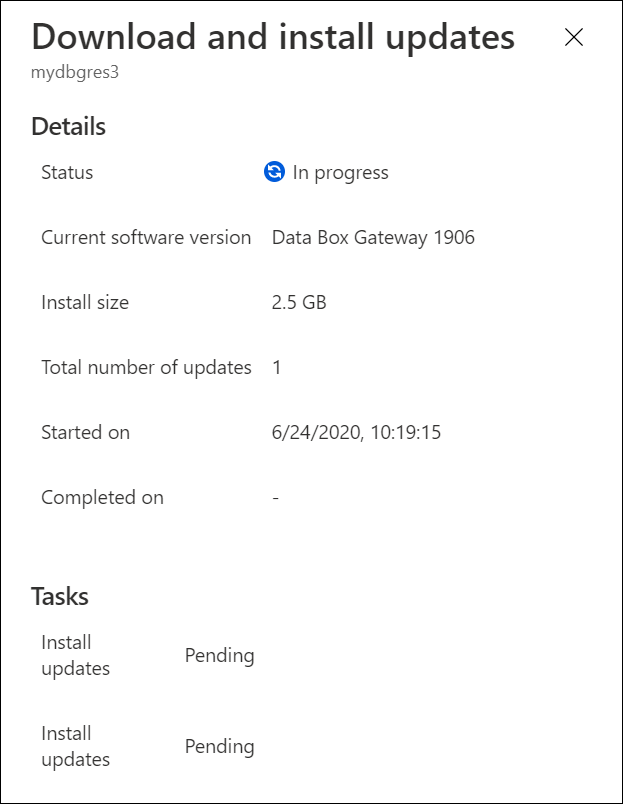 Download and install updates
mydbgres3
Details
Status In progress
Current software version Data Box Gateway 1906
Install size 2.5 GB
Total number of updates 1
Started on 6/24/2020, 10:19:15
Completed on -
Tasks
Install
updates Pending
Install
updates Pending